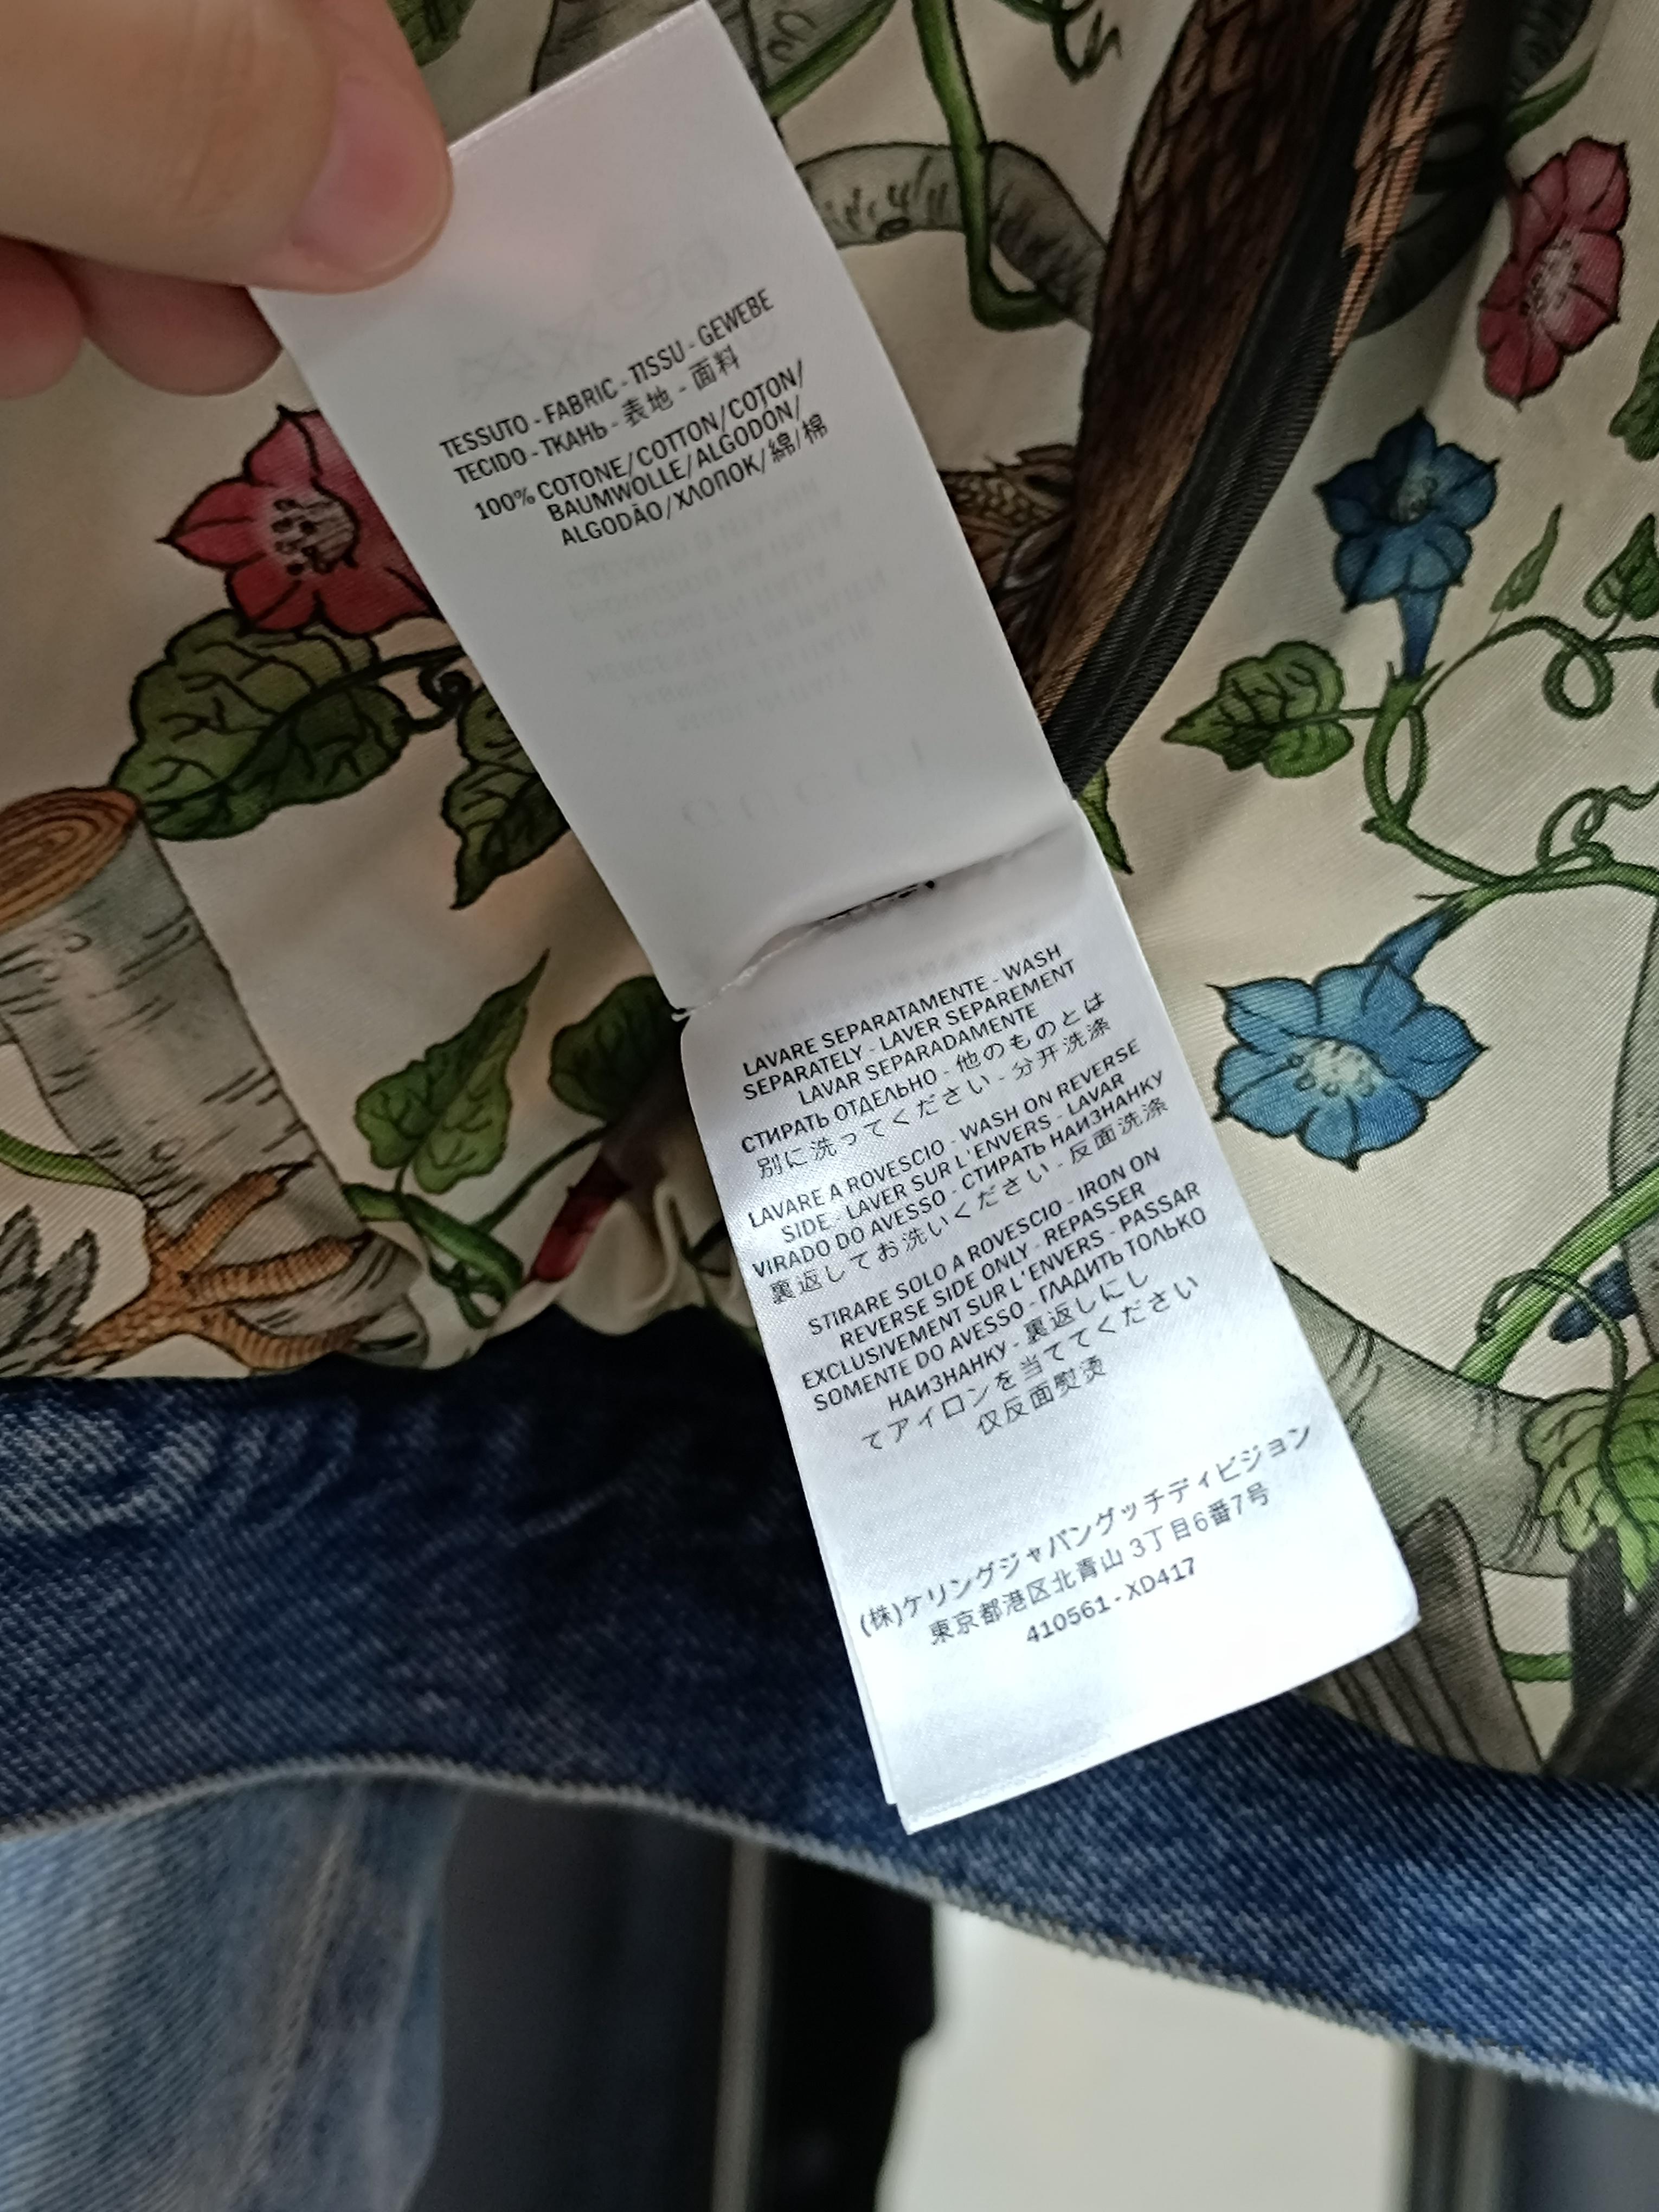 TESSUTO - FABRIC - TISSU - GEWEBE
TECIDO - ТКАНЬ - 表地 - 面料
100% COTONE/COTTON/COTON/
BAUMWOLLE/ALGODON/
ALGODÃO/ХЛОПОК/綿/棉
LAVARE SEPARATAMENTE - WASH
SEPARATELY - LAVER SEPAREMENT
LAVAR SEPARADAMENTE
СТИРАТЬ ОТДЕЛЬНО - 他のものとは
別に洗ってください - 分开洗涤
LAVARE A ROVESCIO - WASH ON REVERSE
SIDE - LAVER SUR L'ENVERS - LAVAR
VIRADO DO AVESSO - СТИРАТЬ НАИЗНАНКУ
裏返してお洗いください - 反面洗涤
STIRARE SOLO A ROVESCIO - IRON ON
REVERSE SIDE ONLY - REPASSER
EXCLUSIVEMENT SUR L'ENVERS - PASSAR
SOMENTE DO AVESSO - ГЛАДИТЬ ТОЛЬКО
НАИЗНАНКУ - 裏返しにし
てアイロンを当ててください
仅反面熨烫
(株)ケリングジャパングッチディビジョン
東京都港区北青山 3丁目6番7号
410561 - XD417